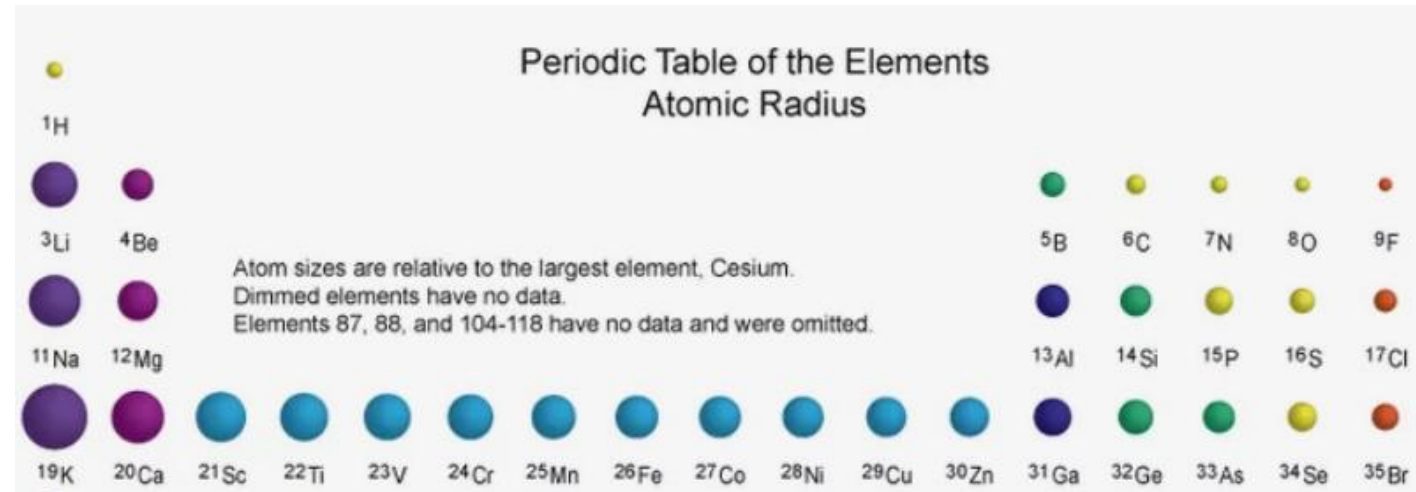 Periodic Table of the Elements
Atomic Radius
¹H
³Li ⁴Be ⁵B ⁶C ⁷N ⁸O ⁹F
Atom sizes are relative to the largest element, Cesium.
Dimmed elements have no data.
Elements 87, 88, and 104-118 have no data and were omitted.
¹¹Na ¹²Mg ¹³Al ¹⁴Si ¹⁵P ¹⁶S ¹⁷Cl
¹⁹K ²⁰Ca ²¹Sc ²²Ti ²³V ²⁴Cr ²⁵Mn ²⁶Fe ²⁷Co ²⁸Ni ²⁹Cu ³⁰Zn ³¹Ga ³²Ge ³³As ³⁴Se ³⁵Br